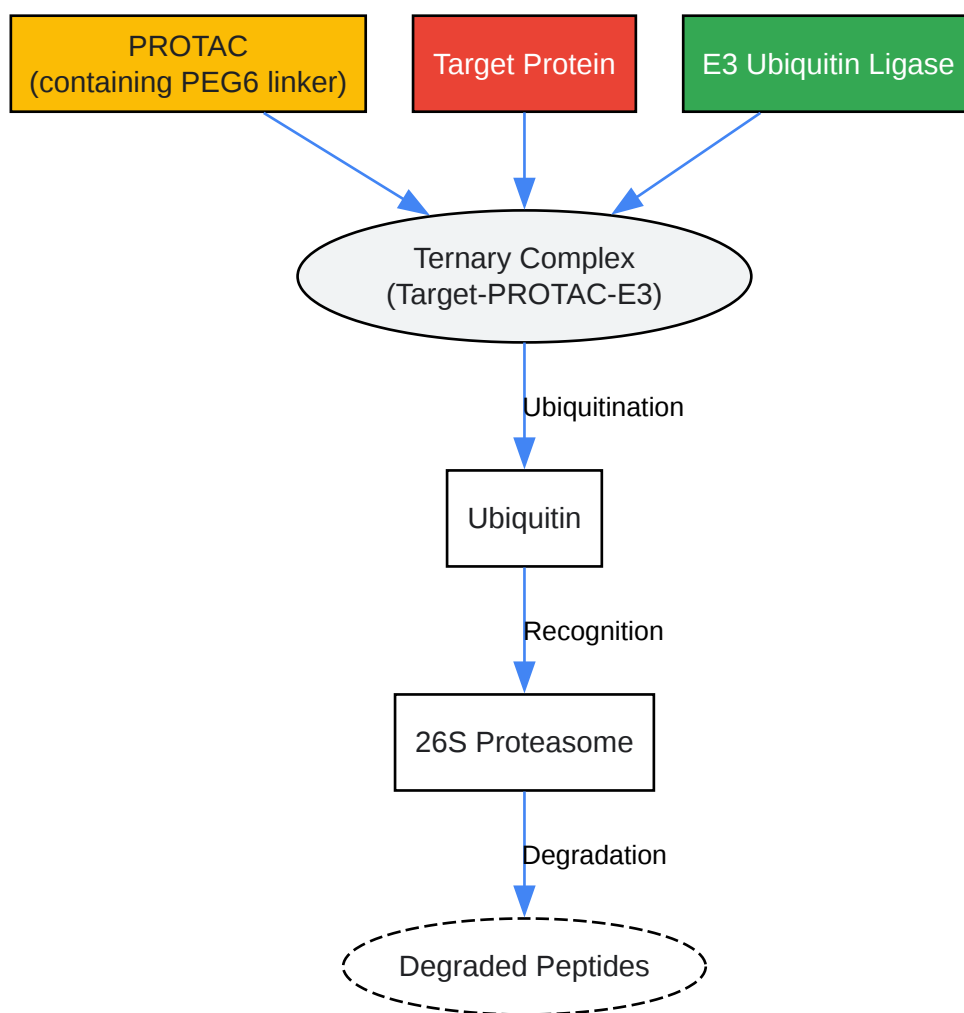 PROTAC
(containing PEG6 linker)
Target Protein
E3 Ubiquitin Ligase
Ternary Complex
(Target-PROTAC-E3)
Ubiquitination
Ubiquitin
Recognition
26S Proteasome
Degradation
Degraded Peptides